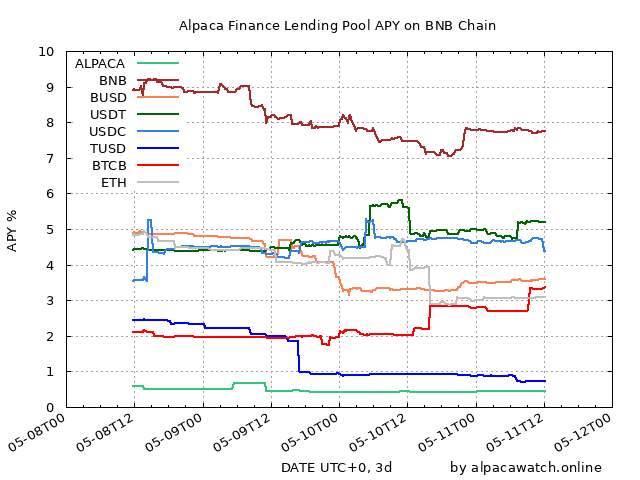 Alpaca Finance Lending Pool APY on BNB Chain
10
9
8
7
6
5
4
3
2
1
0
APY %
ALPACA
BNB
BUSD
USDT
USDC
TUSD
BTCB
ETH
05-08T00
05-08T12
05-09T00
05-09T12
05-10T00
05-10T12
05-11T00
05-11T12
05-12T00
DATE UTC+0, 3d
by alpacawatch.online